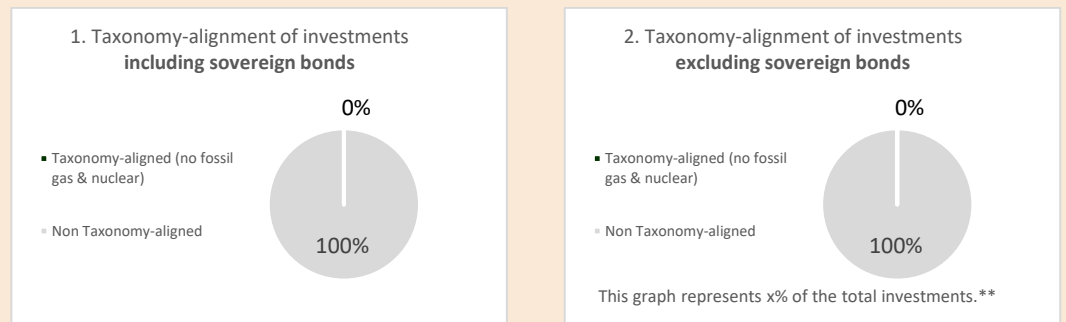 1. Taxonomy-alignment of investments
including sovereign bonds
0%
Taxonomy-aligned (no fossil
gas & nuclear)
Non Taxonomy-aligned
100%
2. Taxonomy-alignment of investments
excluding sovereign bonds
0%
Taxonomy-aligned (no fossil
gas & nuclear)
Non Taxonomy-aligned
100%
This graph represents x% of the total investments.**